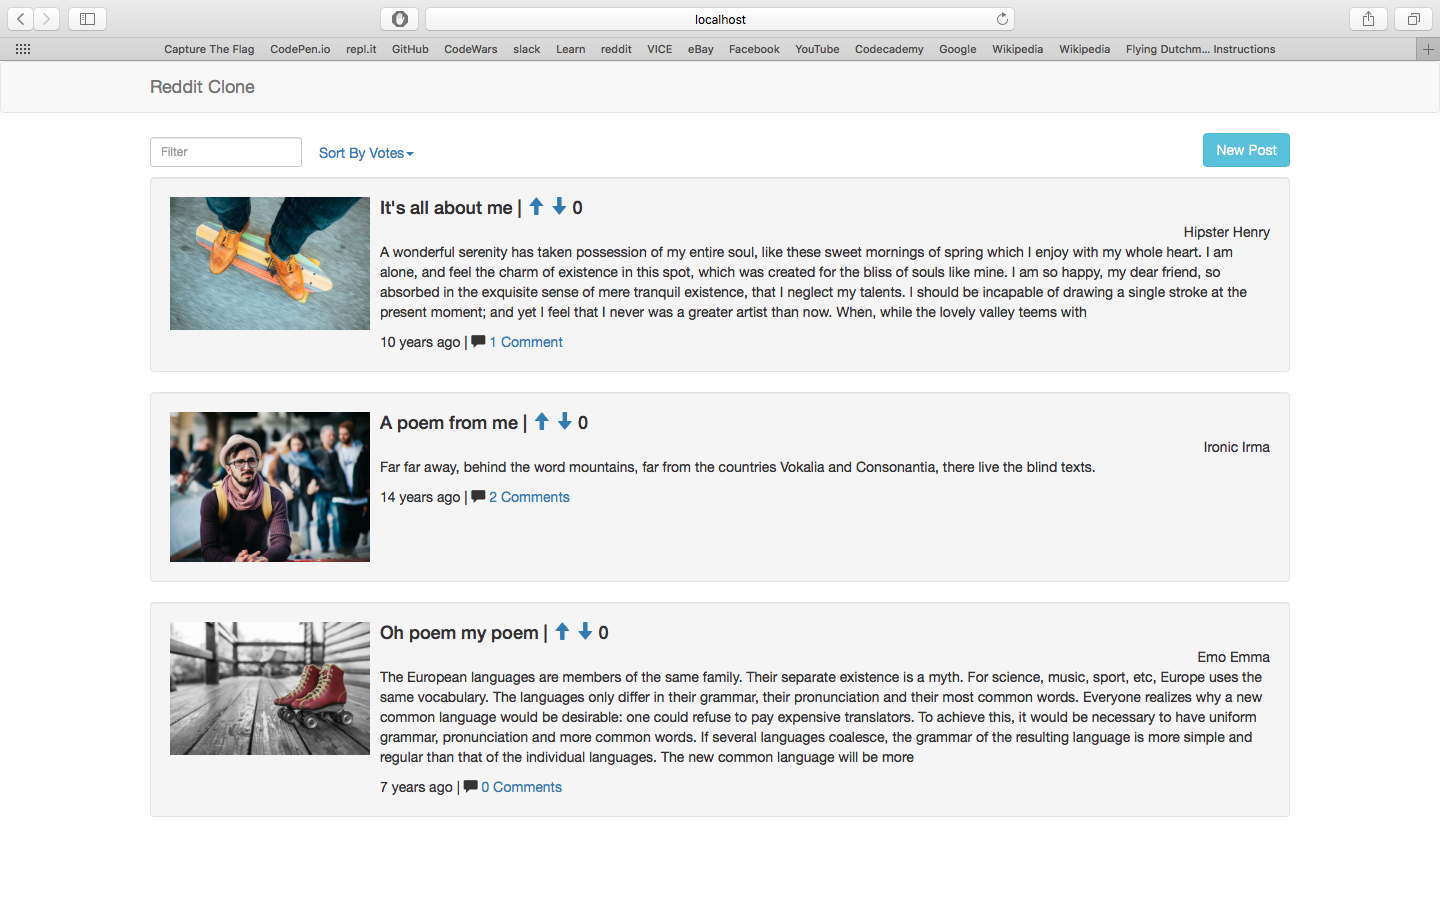 localhost
Capture The Flag CodePen.io repl.it GitHub CodeWars slack Learn reddit VICE eBay Facebook YouTube Codecademy Google Wikipedia Wikipedia Flying Dutchm... Instructions
Reddit Clone
Filter Sort By Votes New Post
It's all about me | 0
Hipster Henry
A wonderful serenity has taken possession of my entire soul, like these sweet mornings of spring which I enjoy with my whole heart. I am
alone, and feel the charm of existence in this spot, which was created for the bliss of souls like mine. I am so happy, my dear friend, so
absorbed in the exquisite sense of mere tranquil existence, that I neglect my talents. I should be incapable of drawing a single stroke at the
present moment; and yet I feel that I never was a greater artist than now. When, while the lovely valley teems with
10 years ago | 1 Comment
A poem from me | 0
Ironic Irma
Far far away, behind the word mountains, far from the countries Vokalia and Consonantia, there live the blind texts.
14 years ago | 2 Comments
Oh poem my poem | 0
Emo Emma
The European languages are members of the same family. Their separate existence is a myth. For science, music, sport, etc, Europe uses the
same vocabulary. The languages only differ in their grammar, their pronunciation and their most common words. Everyone realizes why a new
common language would be desirable: one could refuse to pay expensive translators. To achieve this, it would be necessary to have uniform
grammar, pronunciation and more common words. If several languages coalesce, the grammar of the resulting language is more simple and
regular than that of the individual languages. The new common language will be more
7 years ago | 0 Comments